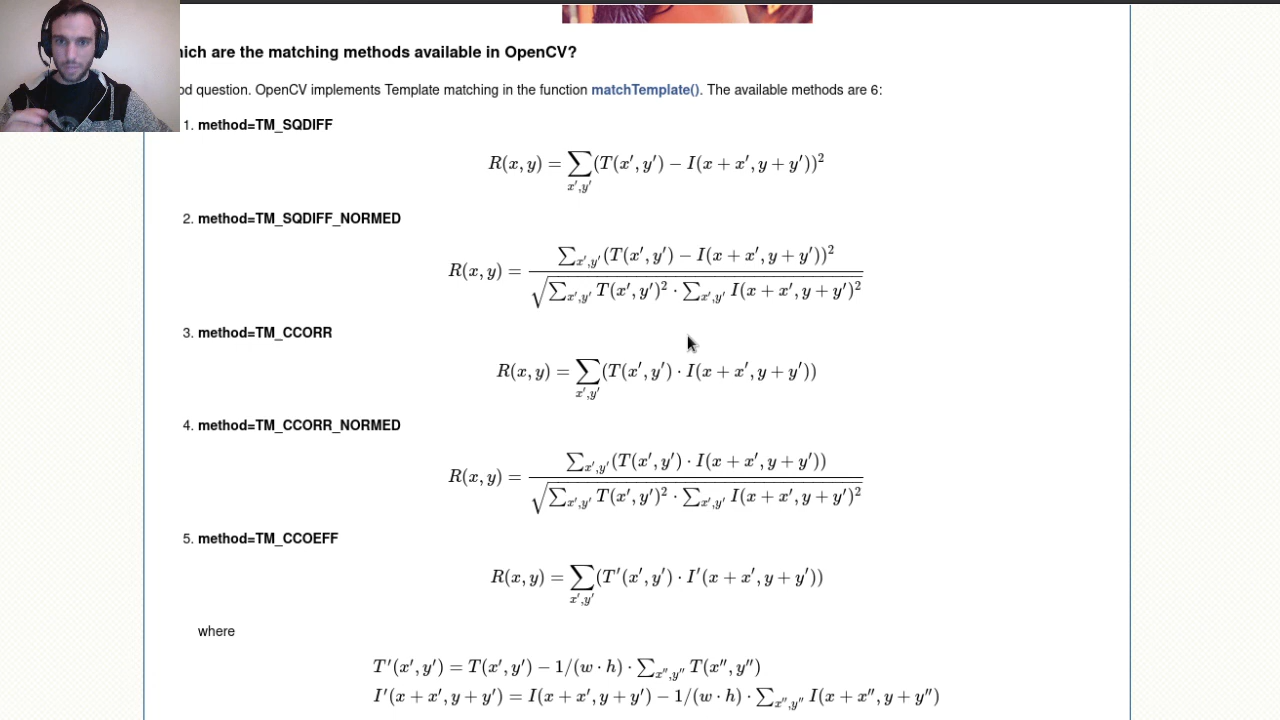 ich are the matching methods available in OpenCV?
od question. OpenCV implements Template matching in the function matchTemplate(). The available methods are 6:
1. method=TM_SQDIFF
R(x,y) = ∑x′,y′ (T(x′,y′) − I(x + x′, y + y′))²
2. method=TM_SQDIFF_NORMED
R(x,y) = ∑x′,y′ (T(x′,y′) − I(x + x′, y + y′))² / √∑x′,y′ T(x′,y′)² · ∑x′,y′ I(x + x′, y + y′)²
3. method=TM_CCORR
R(x,y) = ∑x′,y′ (T(x′,y′) · I(x + x′, y + y′))
4. method=TM_CCORR_NORMED
R(x,y) = ∑x′,y′ (T(x′,y′) · I(x + x′, y + y′)) / √∑x′,y′ T(x′,y′)² · ∑x′,y′ I(x + x′, y + y′)²
5. method=TM_CCOEFF
R(x,y) = ∑x′,y′ (T′(x′,y′) · I′(x + x′, y + y′))
where
T′(x′,y′) = T(x′,y′) − 1/(w · h) · ∑x″,y″ T(x″,y″)
I′(x + x′, y + y′) = I(x + x′, y + y′) − 1/(w · h) · ∑x″,y″ I(x + x″, y + y″)